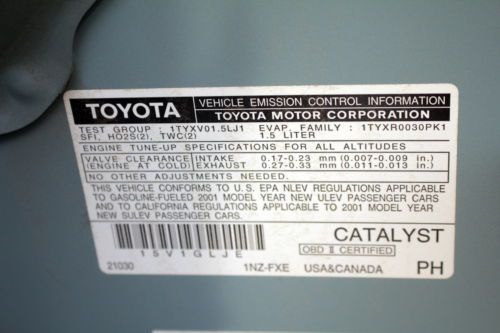 TOYOTA VEHICLE EMISSION CONTROL INFORMATION
TOYOTA MOTOR CORPORATION
TEST GROUP : 1TYXV01.5LJ1 EVAP. FAMILY : 1TYXR0030PK1
SFI, HO2S(2), TWC(2) 1.5 LITER
ENGINE TUNE-UP SPECIFICATIONS FOR ALL ALTITUDES
VALVE CLEARANCE INTAKE 0.17-0.23 mm (0.007-0.009 in.)
(ENGINE AT COLD) EXHAUST 0.27-0.33 mm (0.011-0.013 in.)
NO OTHER ADJUSTMENTS NEEDED.
THIS VEHICLE CONFORMS TO U.S. EPA NLEV REGULATIONS APPLICABLE
TO GASOLINE-FUELED 2001 MODEL YEAR NEW ULEV PASSENGER CARS
AND TO CALIFORNIA REGULATIONS APPLICABLE TO 2001 MODEL YEAR
NEW SULEV PASSENGER CARS.
CATALYST
OBD II CERTIFIED
15V1GLJE
21030 1NZ-FXE USA&CANADA PH